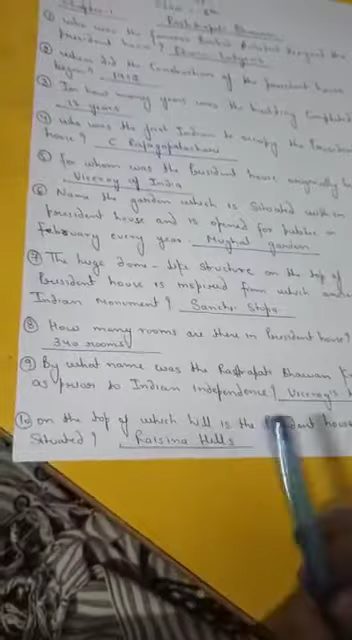 Chapter-1
Rashtrapati Bhawan
① who was the famous British Architect designed the
President house?
② when did the Construction of the president house
began? 1912
③ In how many years was the building Completed
17 years
④ who was the first Indian to occupy the President
house? C Rajagopalachari
⑤ for whom was the President house originally
Viceroy of India
⑥ Name the garden which is Situated within
president house and is opened for public in
february every year. Mughal garden
⑦ The huge dome-like structure on the top of
President house is inspired from which
Indian Monument? Sanchi Stupa
⑧ How many rooms are there in President house?
340 rooms
⑨ By what name was the Rastrapati Bhawan
as prior to Indian independence? Viceroy's
⑩ on the top of which hill is the President house
Situated? Raisina Hills